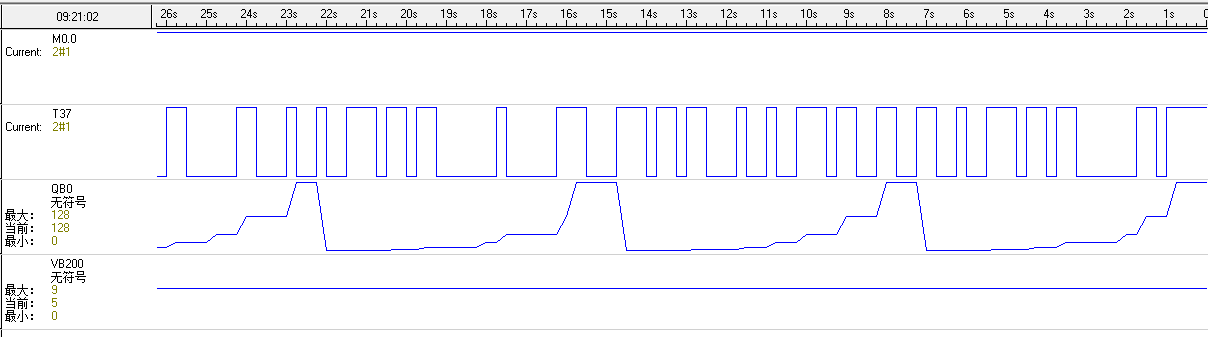 09:21:02 26s 25s 24s 23s 22s 21s 20s 19s 18s 17s 16s 15s 14s 13s 12s 11s 10s 9s 8s 7s 6s 5s 4s 3s 2s 1s 0
M0.0
Current: 2#1
T37
Current: 2#1
QB0
无符号
最大: 128
当前: 128
最小: 0
VB200
无符号
最大: 9
当前: 5
最小: 0